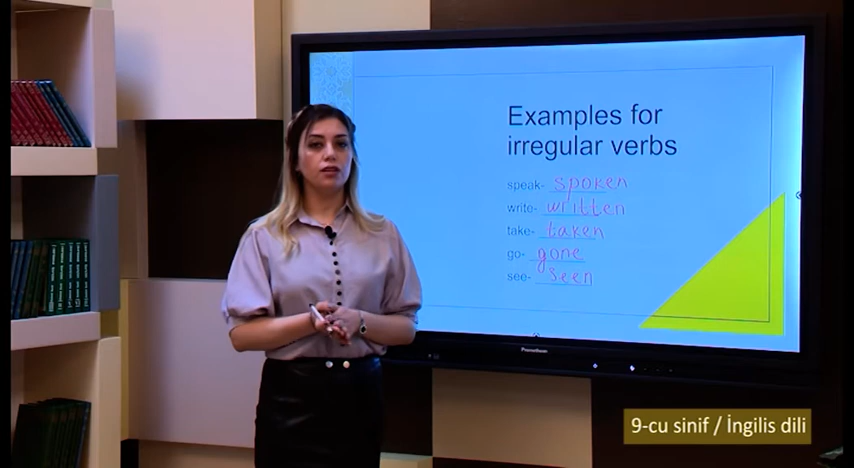 Examples for
irregular verbs
speak- spoken
write- written
take- taken
go- gone
see- seen
Promethean
9-cu sinif / İngilis dili